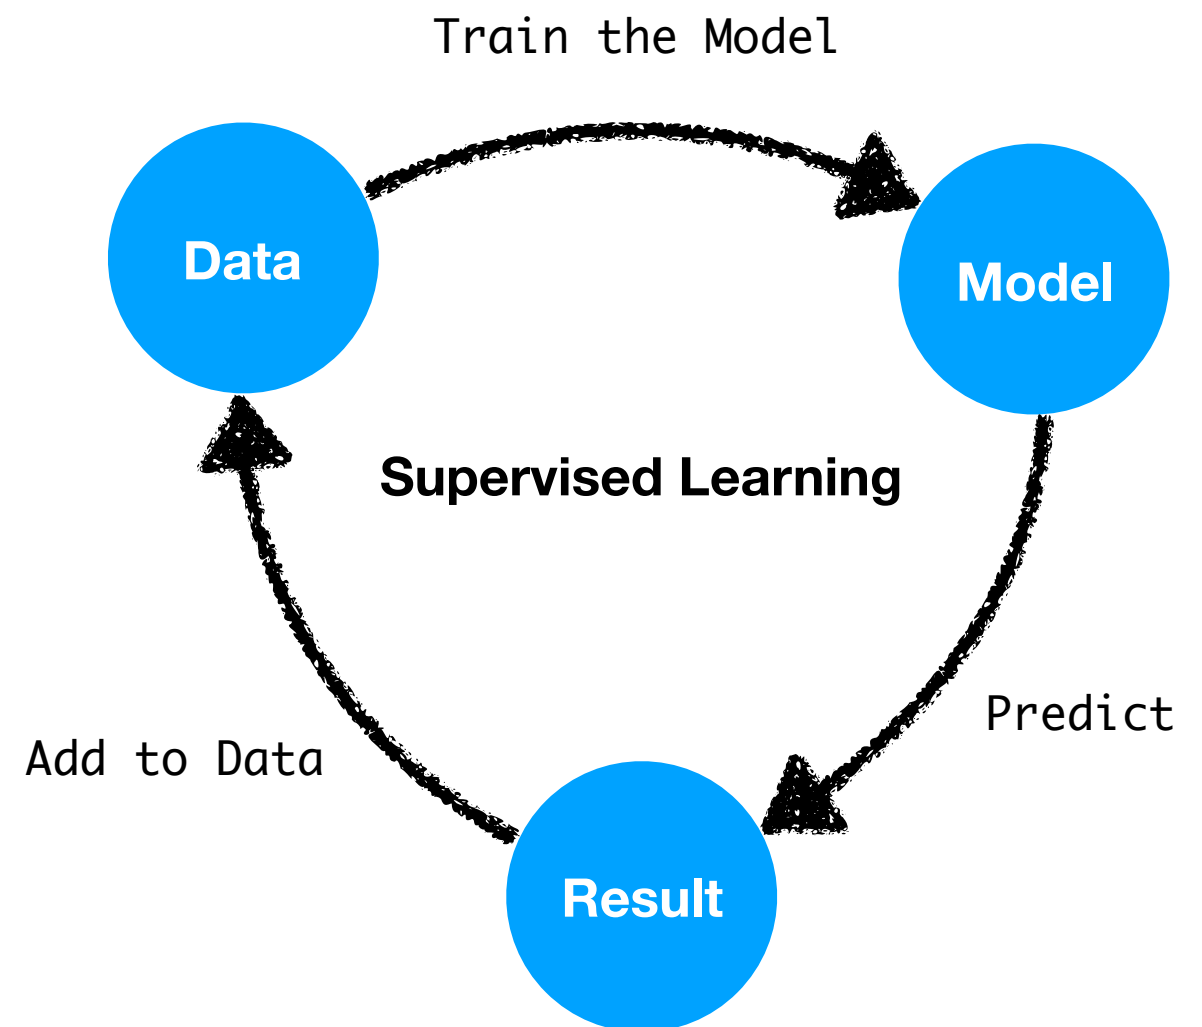 Train the Model
Data
Model
Supervised Learning
Predict
Add to Data
Result